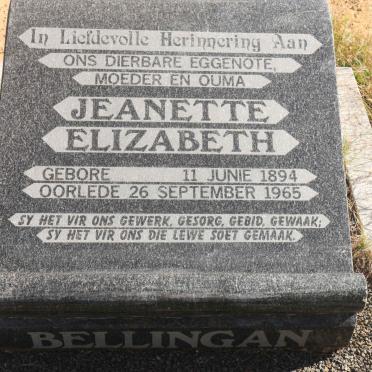 In Liefdevolle Herinnering Aan
ONS DIERBARE EGGENOTE,
MOEDER EN OUMA
JEANETTE
ELIZABETH
GEBORE 11 JUNIE 1894
OORLEDE 26 SEPTEMBER 1965
SY HET VIR ONS GEWERK, GESORG, GEBID, GEWAAK;
SY HET VIR ONS DIE LEWE SOET GEMAAK.
BELLINGAN